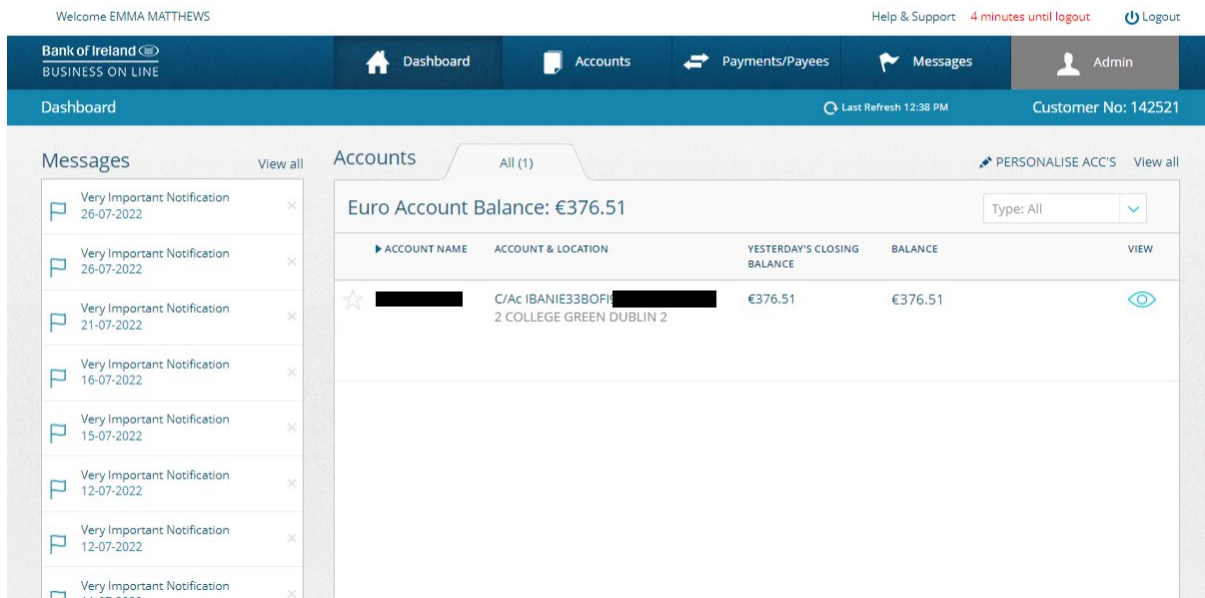 Welcome EMMA MATTHEWS
Help & Support 4 minutes until logout Logout
Bank of Ireland
BUSINESS ON LINE
Dashboard Accounts Payments/Payees Messages Admin
Dashboard
Last Refresh 12:38 PM Customer No: 142521
Messages View all
Very Important Notification
26-07-2022
Very Important Notification
26-07-2022
Very Important Notification
21-07-2022
Very Important Notification
16-07-2022
Very Important Notification
15-07-2022
Very Important Notification
12-07-2022
Very Important Notification
12-07-2022
Very Important Notification
Accounts All (1) PERSONALISE ACC'S View all
Euro Account Balance: €376.51 Type: All
ACCOUNT NAME ACCOUNT & LOCATION YESTERDAY'S CLOSING BALANCE BALANCE VIEW
C/Ac IBANIE33BOFI €376.51 €376.51
2 COLLEGE GREEN DUBLIN 2